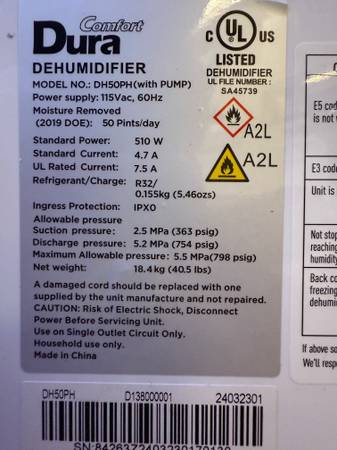 Comfort
Dura
c UL us
LISTED
DEHUMIDIFIER
UL FILE NUMBER:
SA45739
DEHUMIDIFIER
MODEL NO.: DH50PH(with PUMP)
Power supply: 115Vac, 60Hz
Moisture Removed
(2019 DOE): 50 Pints/day
Standard Power: 510 W
Standard Current: 4.7 A
UL Rated Current: 7.5 A
Refrigerant/Charge: R32/
0.155kg (5.46ozs)
Ingress Protection: IPX0
A2L
A2L
Allowable pressure
Suction pressure: 2.5 MPa (363 psig)
Discharge pressure: 5.2 MPa (754 psig)
Maximum Allowable pressure: 5.5 MPa(798 psig)
Net weight: 18.4kg (40.5 lbs)
A damaged cord should be replaced with one
supplied by the unit manufacture and not repaired.
CAUTION: Risk of Electric Shock, Disconnect
Power Before Servicing Unit.
Use on Single Outlet Circuit Only.
Household use only.
Made in China
DH50PH D138000001 24032301
E5 cod
is not
E3 code
Unit is
Not stop
reaching
humidity
Back co
freezing
dehumi
If above so
We'll resp